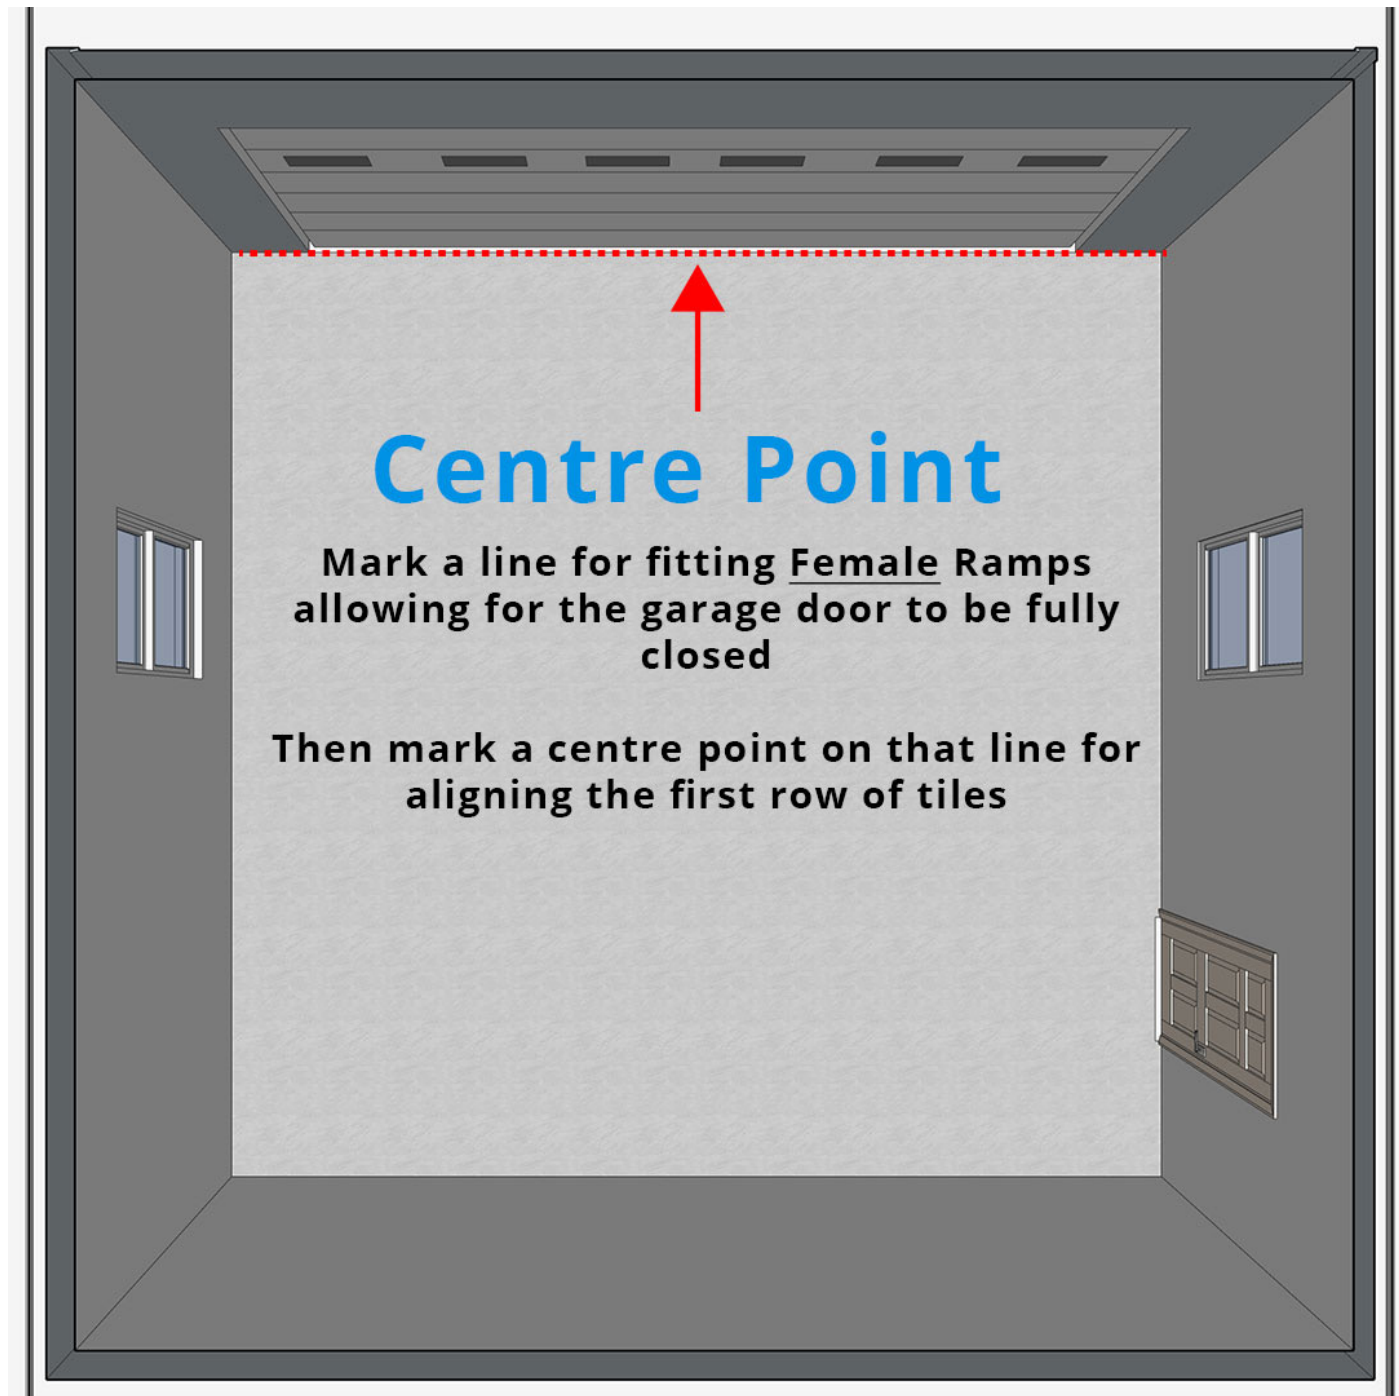 Centre Point
Mark a line for fitting Female Ramps
allowing for the garage door to be fully
closed
Then mark a centre point on that line for
aligning the first row of tiles